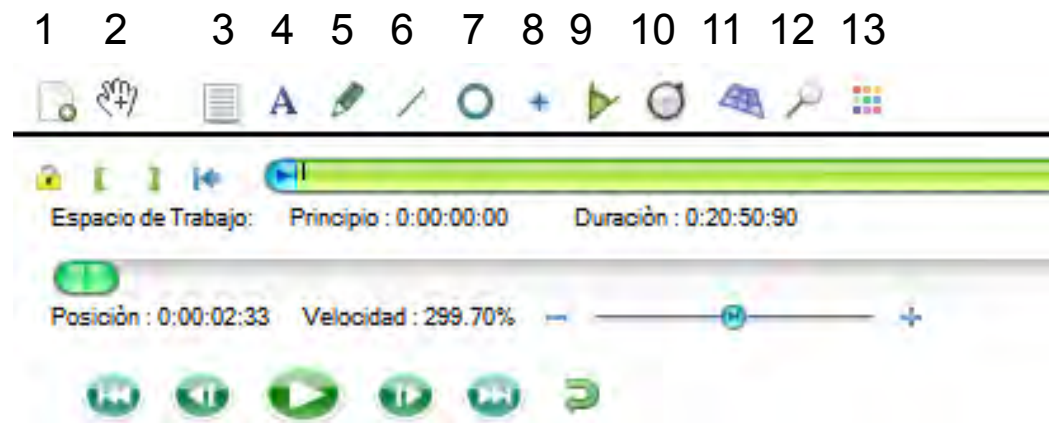 1 2 3 4 5 6 7 8 9 10 11 12 13
A
Espacio de Trabajo: Principio : 0:00:00:00 Duraciòn : 0:20:50:90
Posiciòn : 0:00:02:33 Velocidad : 299.70%